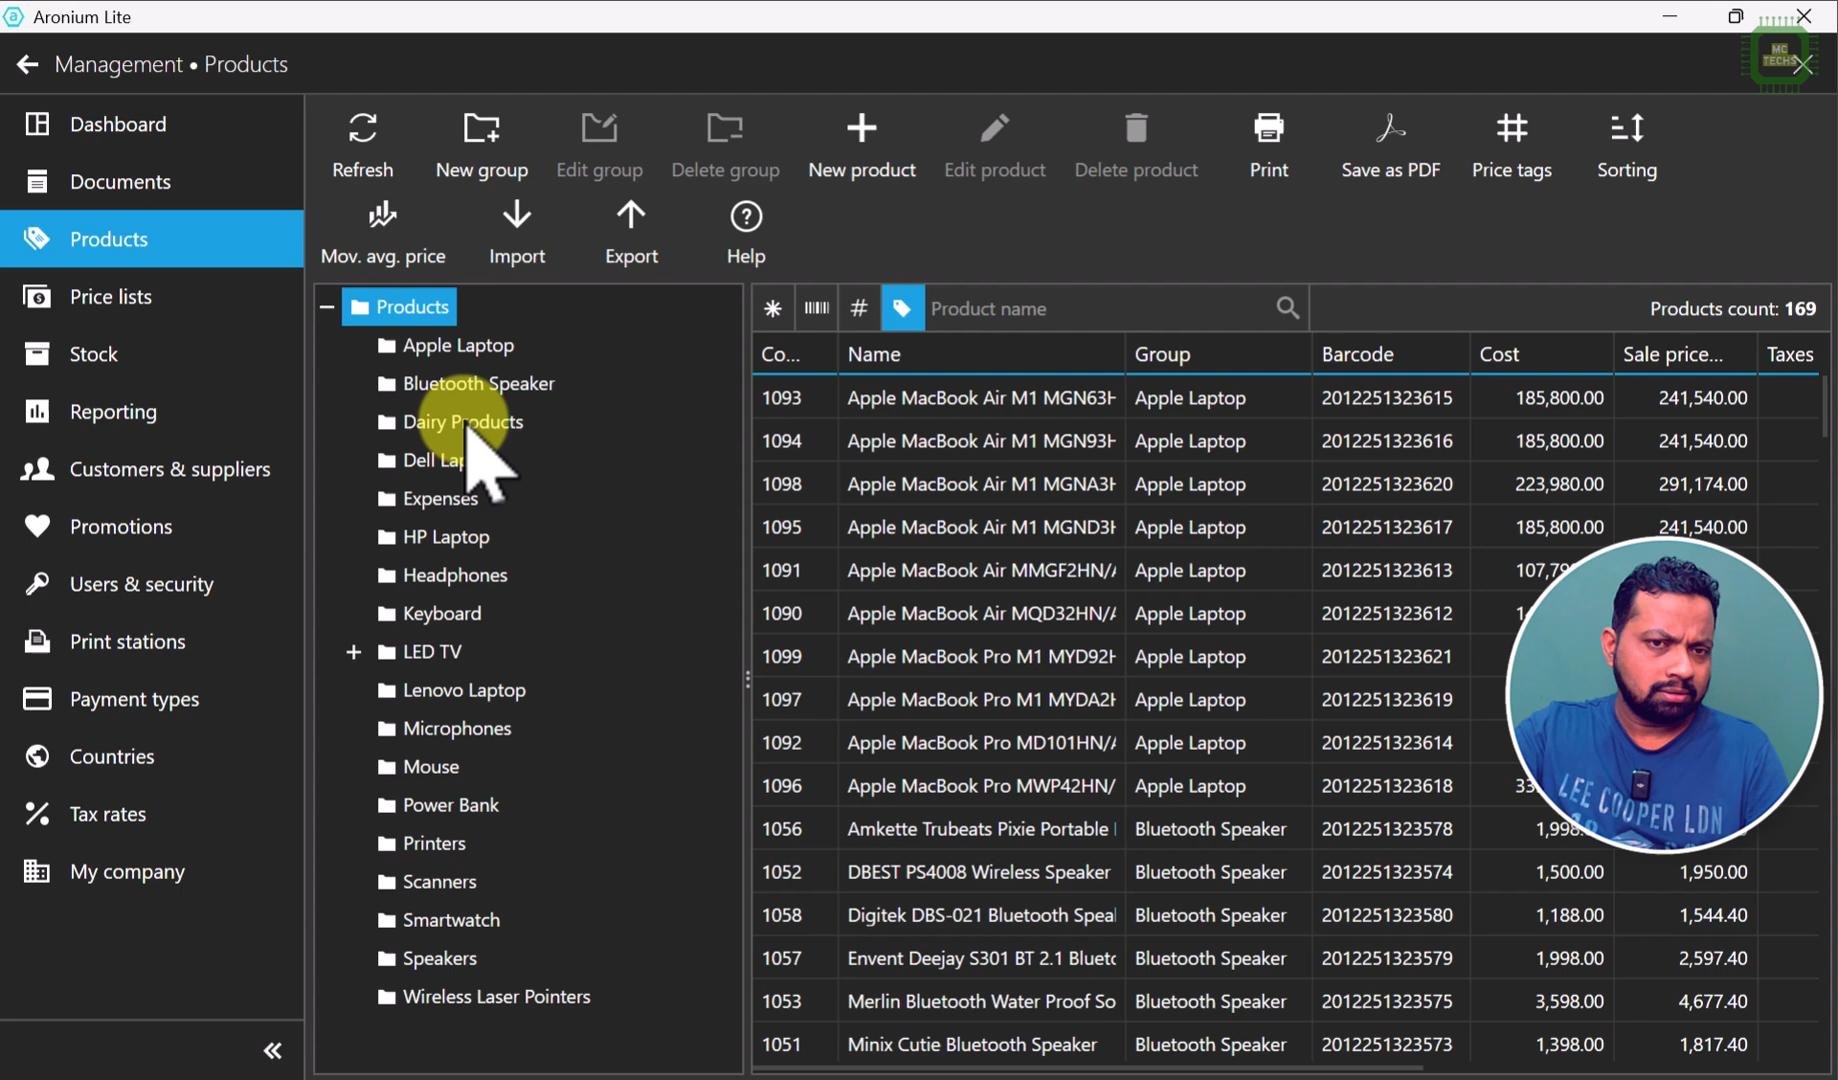 Aronium Lite
MC
TECHS
Management • Products
Dashboard
Documents
Products
Price lists
Stock
Reporting
Customers & suppliers
Promotions
Users & security
Print stations
Payment types
Countries
Tax rates
My company
Refresh
New group
Edit group
Delete group
New product
Edit product
Delete product
Print
Save as PDF
Price tags
Sorting
Mov. avg. price
Import
Export
Help
Products
Apple Laptop
Bluetooth Speaker
Dairy Products
Dell
Expenses
HP Laptop
Headphones
Keyboard
LED TV
Lenovo Laptop
Microphones
Mouse
Power Bank
Printers
Scanners
Smartwatch
Speakers
Wireless Laser Pointers
# Product name Products count: 169
Co... Name Group Barcode Cost Sale price... Taxes
1093 Apple MacBook Air M1 MGN63H Apple Laptop 2012251323615 185,800.00 241,540.00
1094 Apple MacBook Air M1 MGN93H Apple Laptop 2012251323616 185,800.00 241,540.00
1098 Apple MacBook Air M1 MGNA3H Apple Laptop 2012251323620 223,980.00 291,174.00
1095 Apple MacBook Air M1 MGND3H Apple Laptop 2012251323617 185,800.00 241,540.00
1091 Apple MacBook Air MMGF2HN/A Apple Laptop 2012251323613
1090 Apple MacBook Air MQD32HN/A Apple Laptop 2012251323612
1099 Apple MacBook Pro M1 MYD92H Apple Laptop 2012251323621
1097 Apple MacBook Pro M1 MYDA2H Apple Laptop 2012251323619
1092 Apple MacBook Pro MD101HN/A Apple Laptop 2012251323614
1096 Apple MacBook Pro MWP42HN/ Apple Laptop 2012251323618
1056 Amkette Trubeats Pixie Portable Bluetooth Speaker 2012251323578
1052 DBEST PS4008 Wireless Speaker Bluetooth Speaker 2012251323574 1,500.00 1,950.00
1058 Digitek DBS-021 Bluetooth Speal Bluetooth Speaker 2012251323580 1,188.00 1,544.40
1057 Envent Deejay S301 BT 2.1 Bluetc Bluetooth Speaker 2012251323579 1,998.00 2,597.40
1053 Merlin Bluetooth Water Proof So Bluetooth Speaker 2012251323575 3,598.00 4,677.40
1051 Minix Cutie Bluetooth Speaker Bluetooth Speaker 2012251323573 1,398.00 1,817.40
LEE COOPER LDN